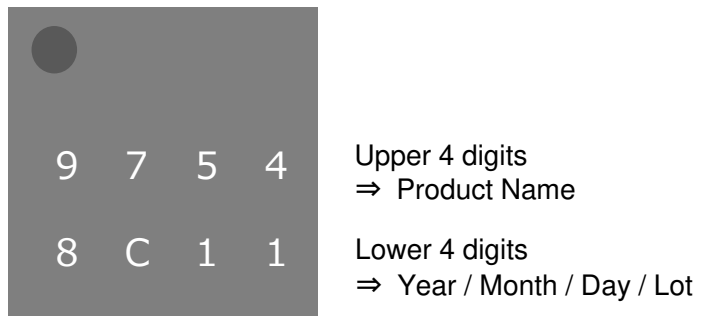 9 7 5 4
Upper 4 digits
⇒ Product Name
8 C 1 1
Lower 4 digits
⇒ Year / Month / Day / Lot